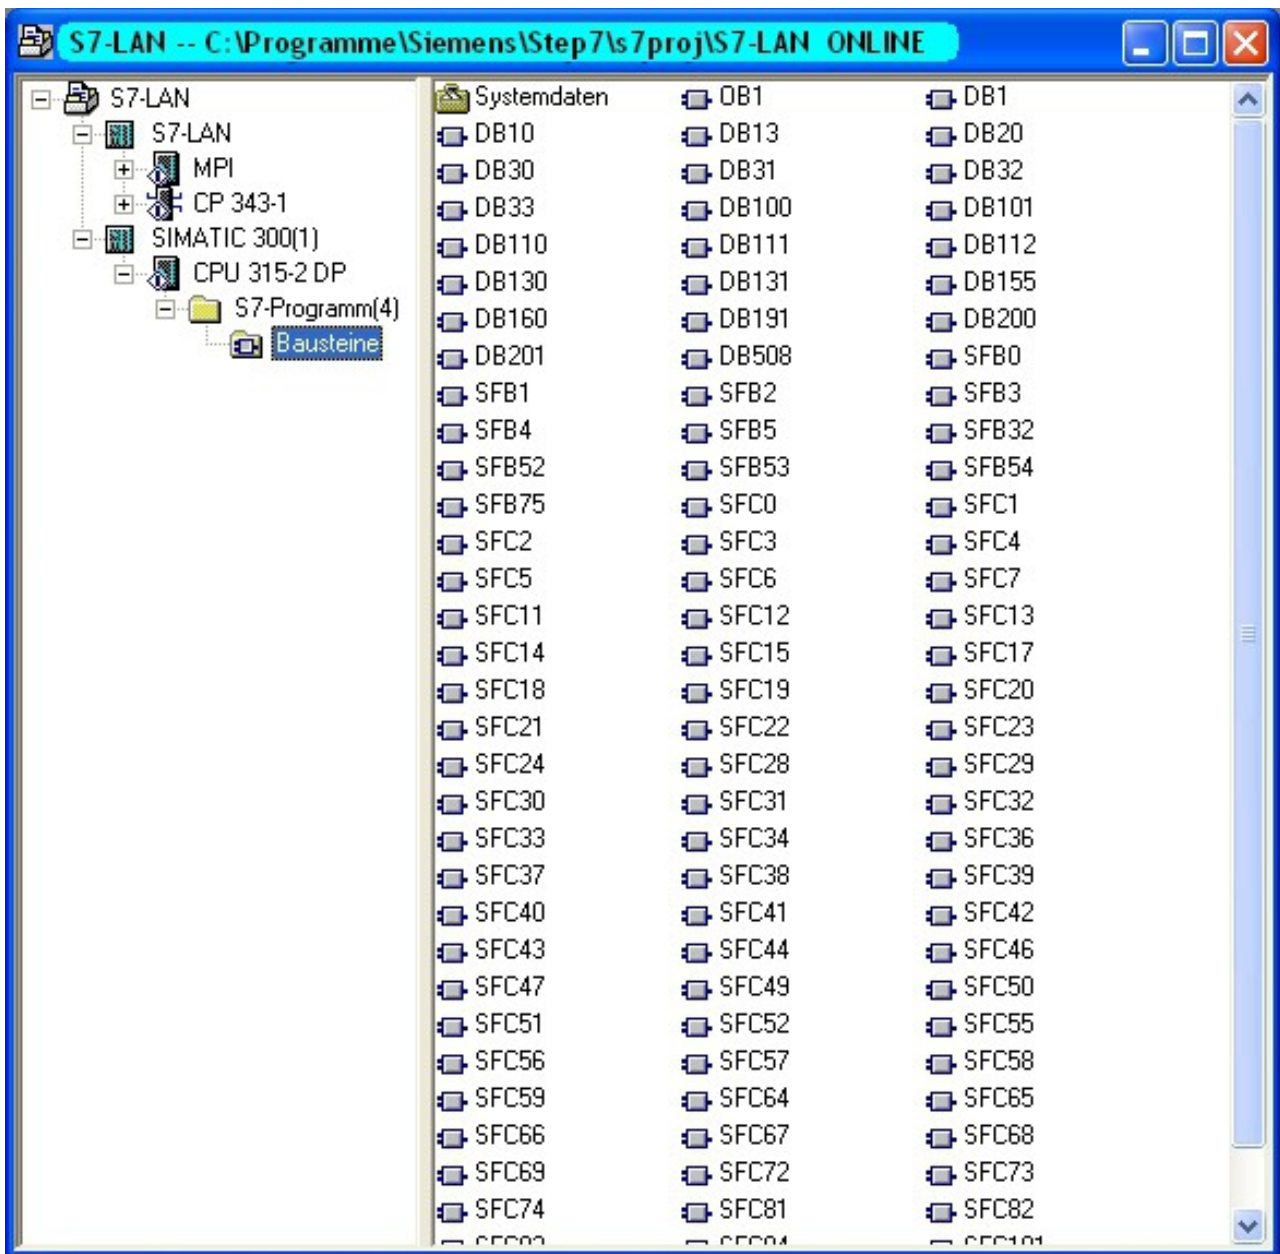 S7-LAN -- C:\Programme\Siemens\Step7\s7proj\S7-LAN ONLINE
S7-LAN
S7-LAN
MPI
CP 343-1
SIMATIC 300(1)
CPU 315-2 DP
S7-Programm(4)
Bausteine
Systemdaten OB1 DB1
DB10 DB13 DB20
DB30 DB31 DB32
DB33 DB100 DB101
DB110 DB111 DB112
DB130 DB131 DB155
DB160 DB191 DB200
DB201 DB508 SFB0
SFB1 SFB2 SFB3
SFB4 SFB5 SFB32
SFB52 SFB53 SFB54
SFB75 SFC0 SFC1
SFC2 SFC3 SFC4
SFC5 SFC6 SFC7
SFC11 SFC12 SFC13
SFC14 SFC15 SFC17
SFC18 SFC19 SFC20
SFC21 SFC22 SFC23
SFC24 SFC28 SFC29
SFC30 SFC31 SFC32
SFC33 SFC34 SFC36
SFC37 SFC38 SFC39
SFC40 SFC41 SFC42
SFC43 SFC44 SFC46
SFC47 SFC49 SFC50
SFC51 SFC52 SFC55
SFC56 SFC57 SFC58
SFC59 SFC64 SFC65
SFC66 SFC67 SFC68
SFC69 SFC72 SFC73
SFC74 SFC81 SFC82